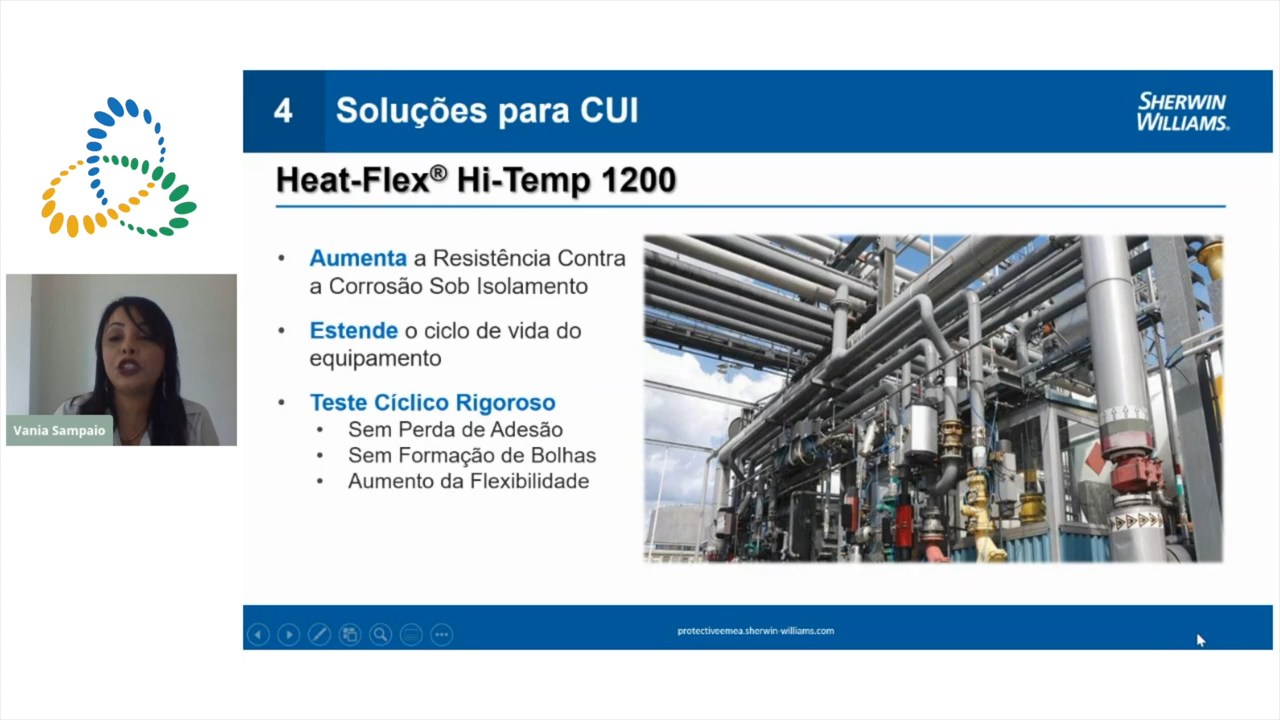 4 Soluções para CUI
SHERWIN
WILLIAMS.
Heat-Flex® Hi-Temp 1200
• Aumenta a Resistência Contra
a Corrosão Sob Isolamento
• Estende o ciclo de vida do
equipamento
• Teste Cíclico Rigoroso
• Sem Perda de Adesão
• Sem Formação de Bolhas
• Aumento da Flexibilidade
Vania Sampaio
protectiveemea.sherwin-williams.com